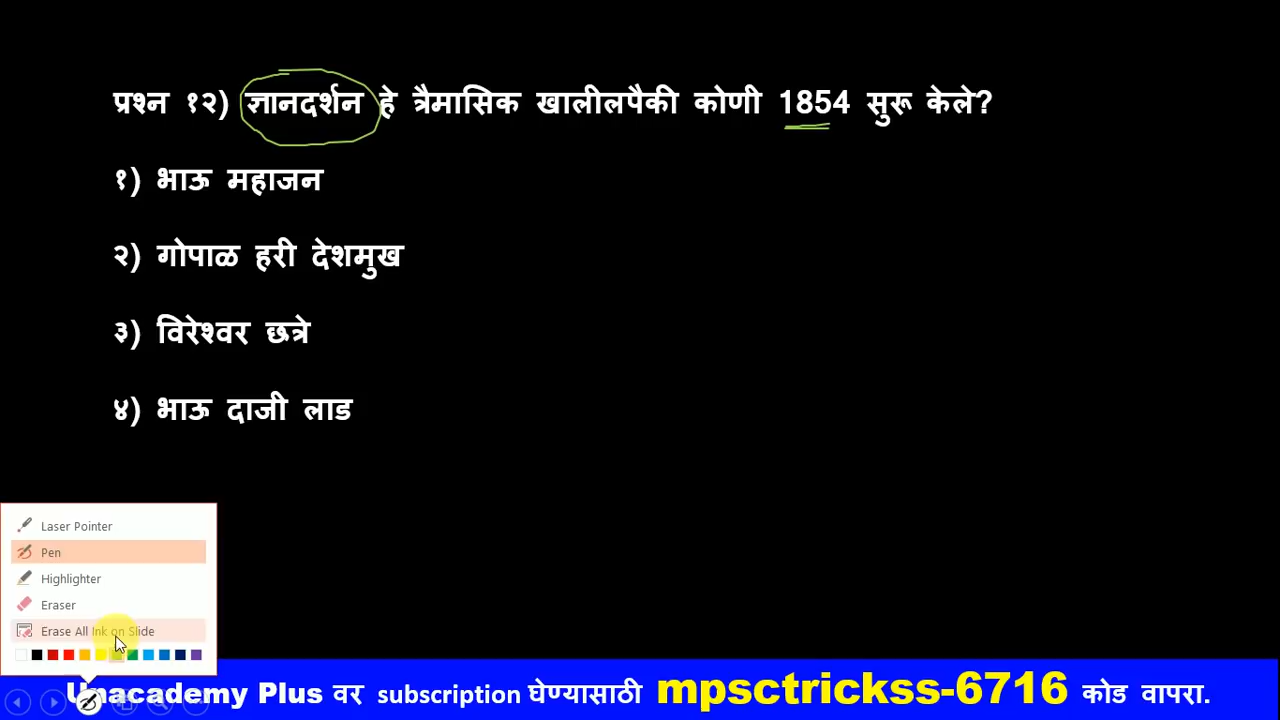 प्रश्न १२) ज्ञानदर्शन हे त्रैमासिक खालीलपैकी कोणी 1854 सुरू केले?
१) भाऊ महाजन
२) गोपाळ हरी देशमुख
३) विरेश्वर छत्रे
४) भाऊ दाजी लाड
Laser Pointer
Pen
Highlighter
Eraser
Erase All Ink on Slide
Unacademy Plus वर subscription घेण्यासाठी mpsctrickss-6716 कोड वापरा.